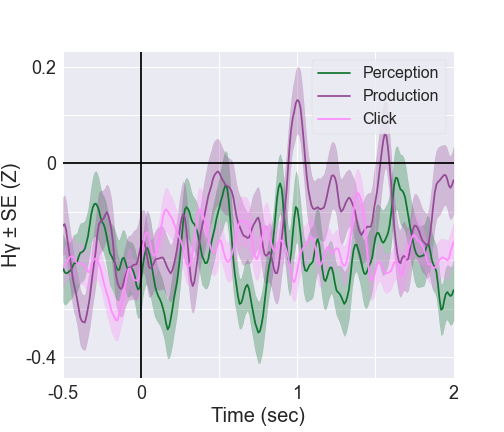 Hγ ± SE (Z)
0.2
0
-0.4
Perception
Production
Click
-0.5
0
1
2
Time (sec)